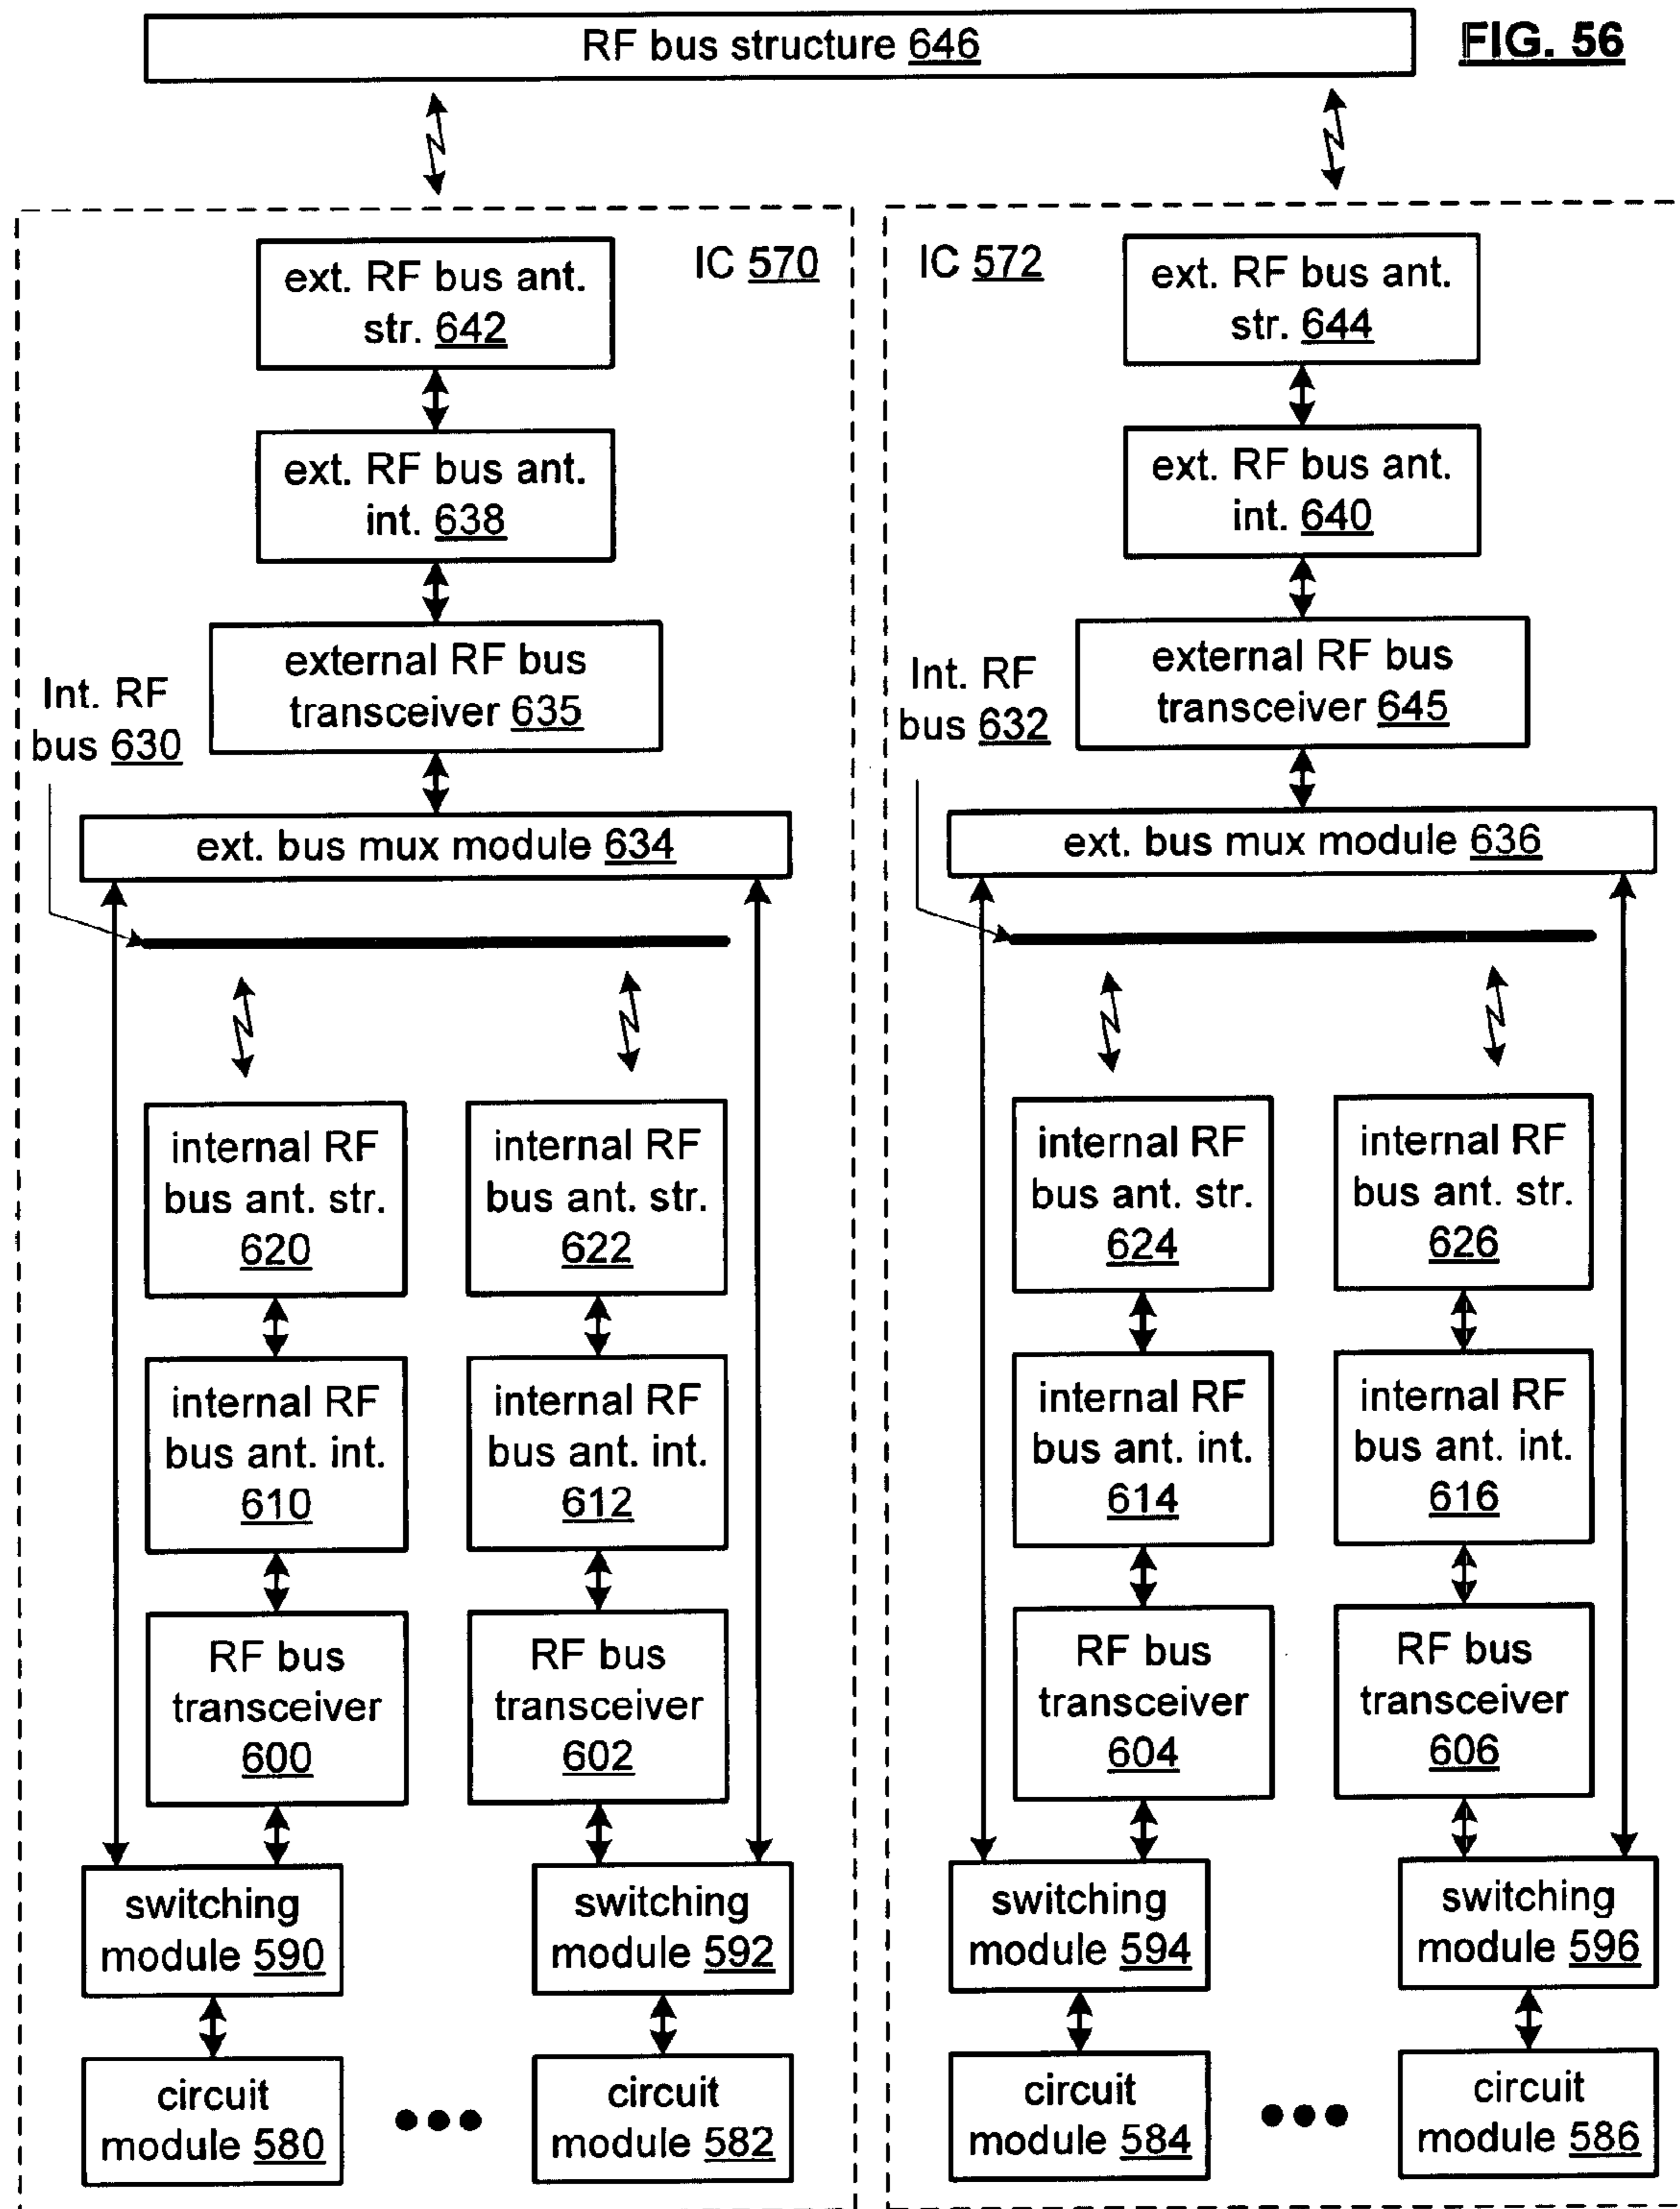 RF bus structure 646
FIG. 56
IC 570
ext. RF bus ant.
str. 642
ext. RF bus ant.
int. 638
external RF bus
transceiver 635
Int. RF
bus 630
ext. bus mux module 634
internal RF
bus ant. str.
620
internal RF
bus ant. str.
622
internal RF
bus ant. int.
610
internal RF
bus ant. int.
612
RF bus
transceiver
600
RF bus
transceiver
602
switching
module 590
switching
module 592
circuit
module 580
circuit
module 582
IC 572
ext. RF bus ant.
str. 644
ext. RF bus ant.
int. 640
external RF bus
transceiver 645
Int. RF
bus 632
ext. bus mux module 636
internal RF
bus ant. str.
624
internal RF
bus ant. str.
626
internal RF
bus ant. int.
614
internal RF
bus ant. int.
616
RF bus
transceiver
604
RF bus
transceiver
606
switching
module 594
switching
module 596
circuit
module 584
circuit
module 586